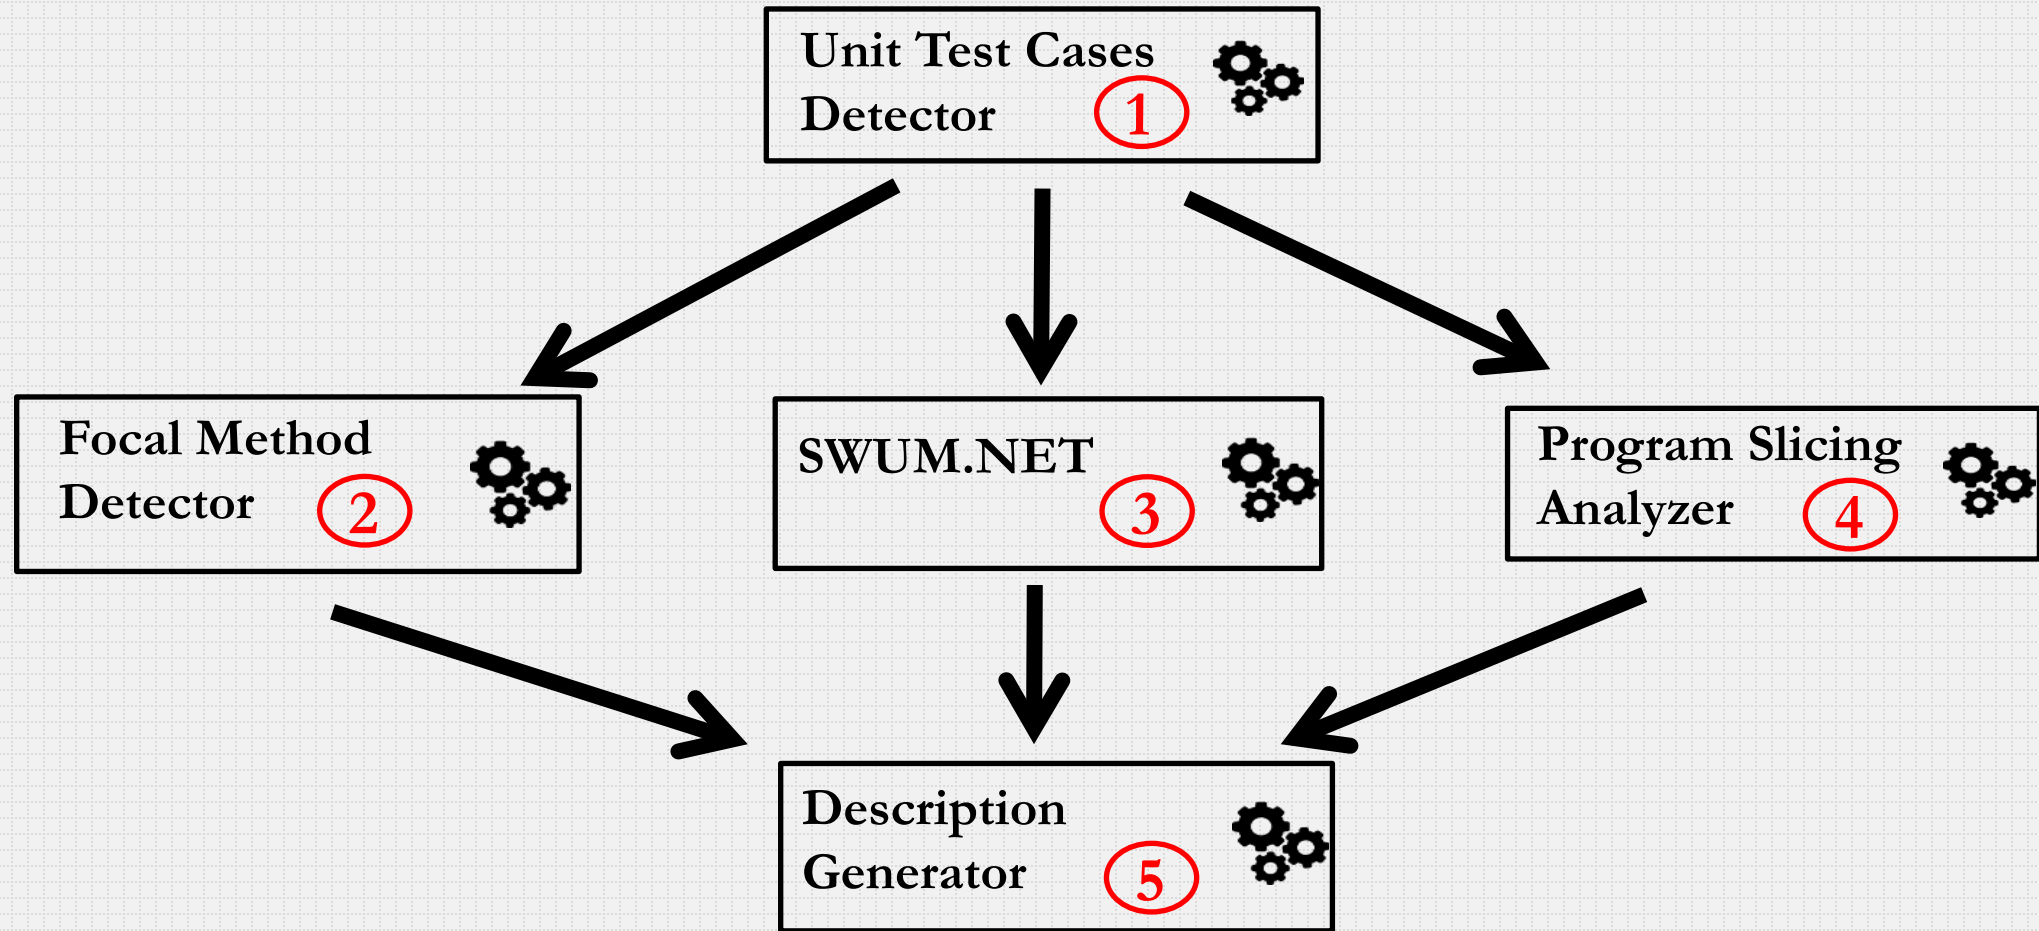 Unit Test Cases
Detector 1
Focal Method
Detector 2
SWUM.NET
3
Program Slicing
Analyzer 4
Description
Generator 5